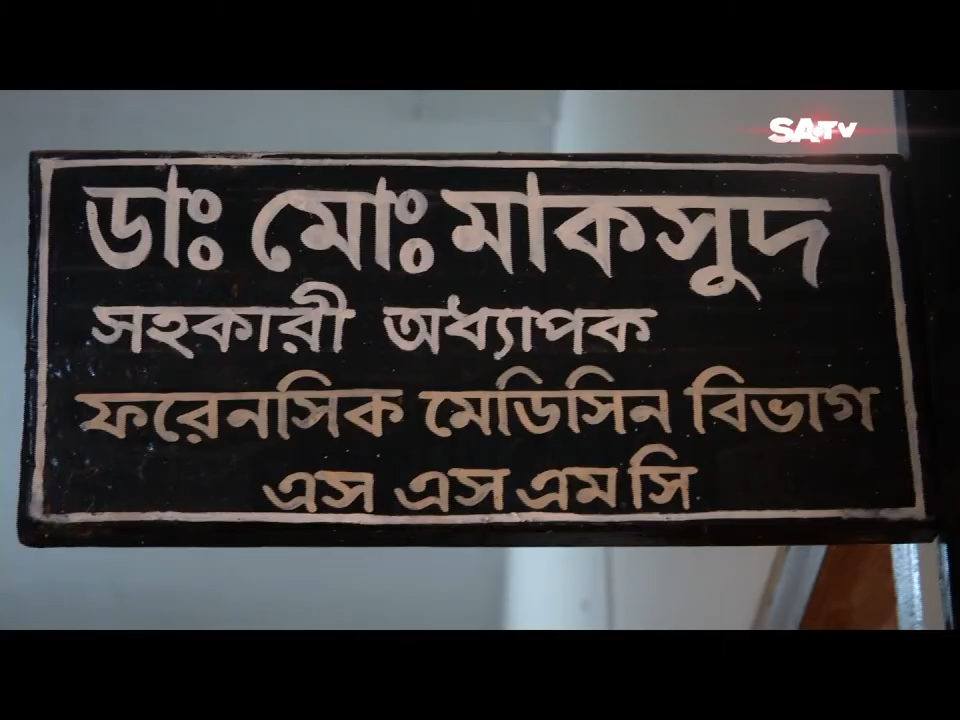 SATV
ডাঃ মোঃ মাকসুদ
সহকারী অধ্যাপক
ফরেনসিক মেডিসিন বিভাগ
এস এস এম সি